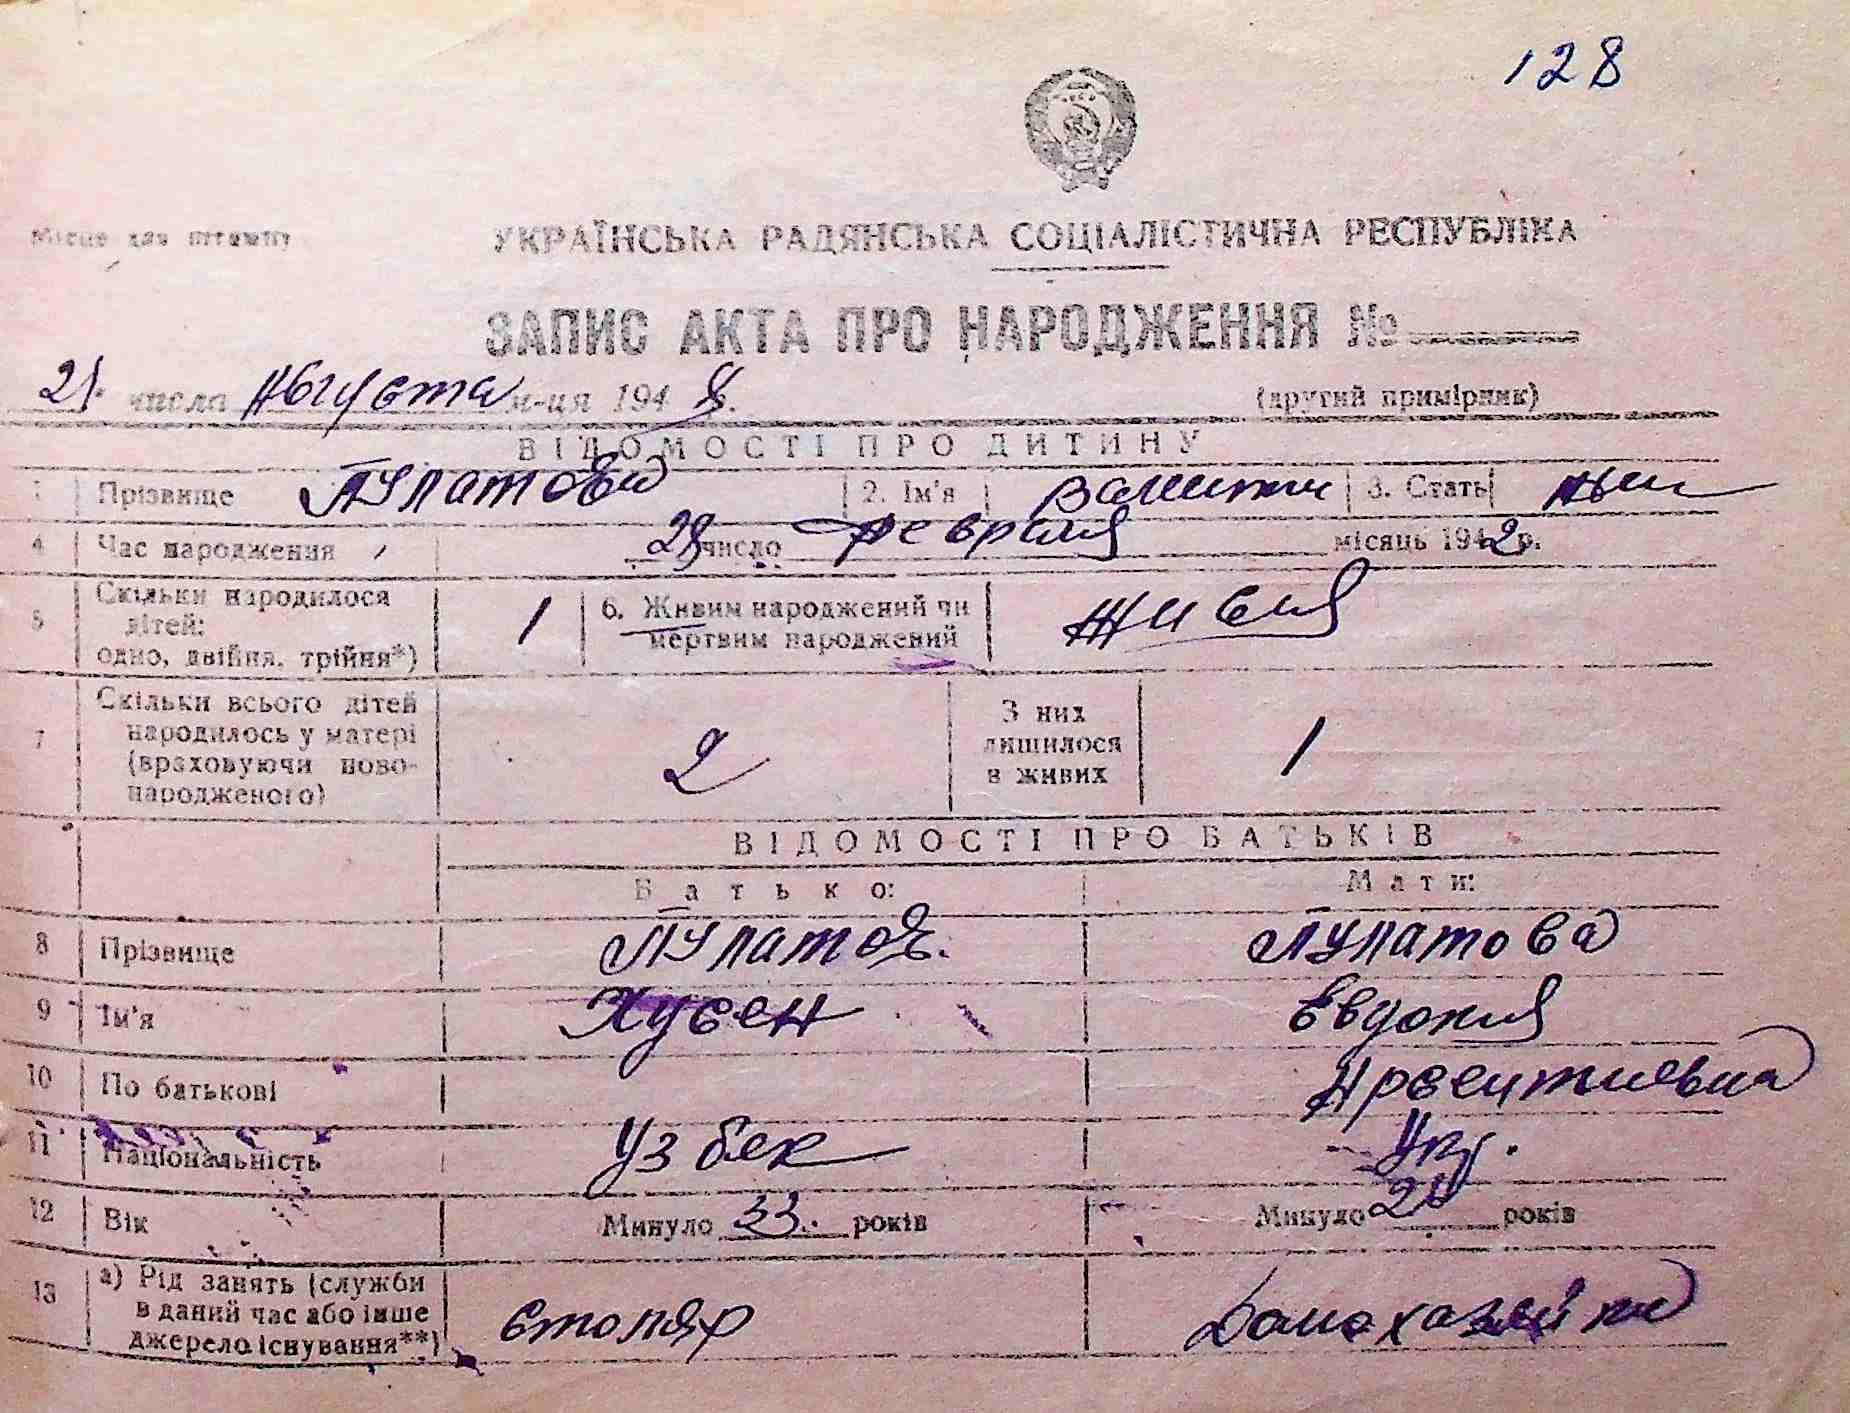 128
Місце для штампу
УКРАЇНСЬКА РАДЯНСЬКА СОЦІАЛІСТИЧНА РЕСПУБЛІКА
ЗАПИС АКТА ПРО НАРОДЖЕННЯ №
21 числа Августа м-ця 194 р.
(другий примірник)
ВІДОМОСТІ ПРО ДИТИНУ
1 Прізвище Пулатова 2. Ім'я 3. Стать жен
4 Час народження 28 число февраля місяць 1942 р.
5 Скільки народилося дітей: одно, двійня, трійня*) 1 6. Живим народжений чи мертвим народжений живая
7 Скільки всього дітей народилось у матері (враховуючи ново-народженого) 2 З них лишилося в живих 1
ВІДОМОСТІ ПРО БАТЬКІВ
Батько: Мати:
8 Прізвище Пулатов. Пулатова
9 Ім'я Хусен Евдокия
10 По батькові Арсентиевна
11 Національність Узбек Укр.
12 Вік Минуло 33. років Минуло років
13 а) Рід занять (служби в даний час або інше джерело існування**) столяр Домохазяйка